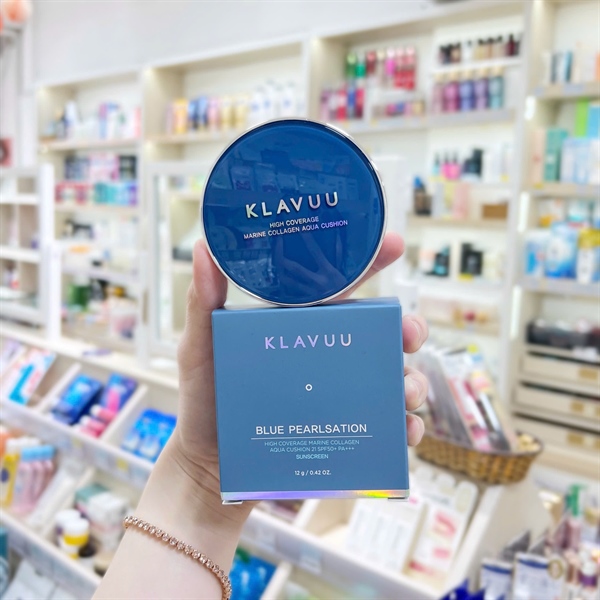 KLAVUU
HIGH COVERAGE
MARINE COLLAGEN AQUA CUSHION
KLAVUU
BLUE PEARLSATION
HIGH COVERAGE MARINE COLLAGEN
AQUA CUSHION 21 SPF50+ PA+++
SUNSCREEN
12 g / 0.42 OZ.